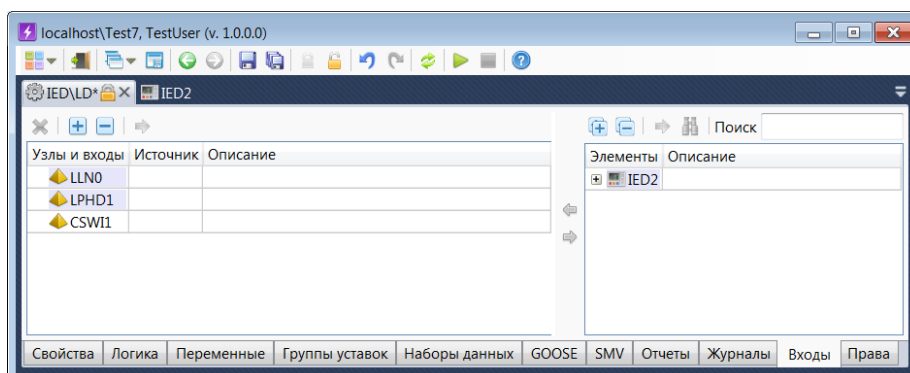 localhost\Test7, TestUser (v. 1.0.0.0)
IED\LD* IED2
Поиск
Узлы и входы Источник Описание
Элементы Описание
LLN0
IED2
LPHD1
CSWI1
Свойства Логика Переменные Группы уставок Наборы данных GOOSE SMV Отчеты Журналы Входы Права